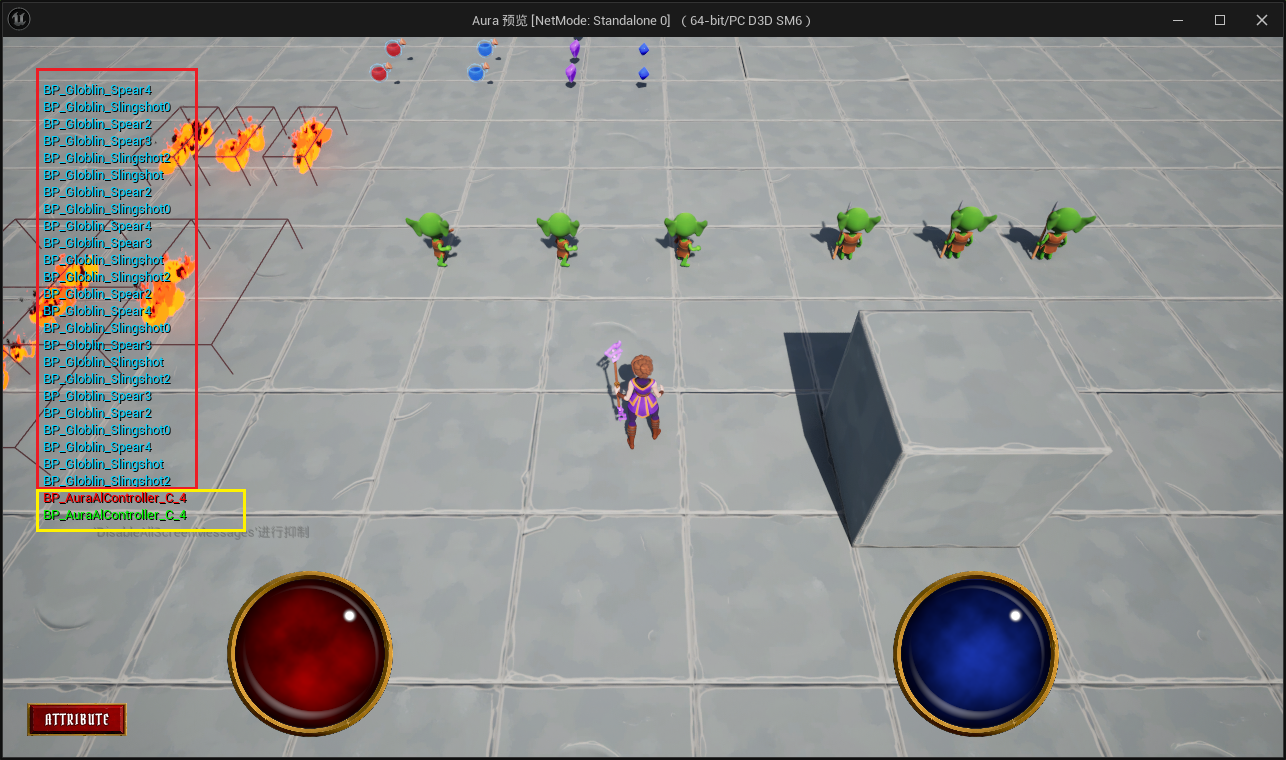 Aura 预览 [NetMode: Standalone 0] ( 64-bit/PC D3D SM6 )
BP_Globlin_Spear4
BP_Globlin_Slingshot0
BP_Globlin_Spear2
BP_Globlin_Spear3
BP_Globlin_Slingshot2
BP_Globlin_Slingshot
BP_Globlin_Spear2
BP_Globlin_Slingshot0
BP_Globlin_Spear4
BP_Globlin_Spear3
BP_Globlin_Slingshot
BP_Globlin_Slingshot2
BP_Globlin_Spear2
BP_Globlin_Spear4
BP_Globlin_Slingshot0
BP_Globlin_Spear3
BP_Globlin_Slingshot
BP_Globlin_Slingshot2
BP_Globlin_Spear3
BP_Globlin_Spear2
BP_Globlin_Slingshot0
BP_Globlin_Spear4
BP_Globlin_Slingshot
BP_Globlin_Slingshot2
BP_AuraAIController_C_4
BP_AuraAIController_C_4
'DisableAllScreenMessages'进行抑制
ATTRIBUTE